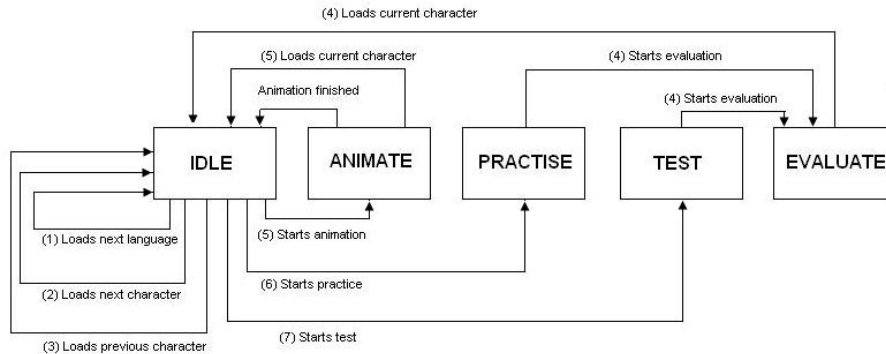 (4) Loads current character
(5) Loads current character
(4) Starts evaluation
Animation finished
(4) Starts evaluation
IDLE
ANIMATE
PRACTISE
TEST
EVALUATE
(1) Loads next language
(5) Starts animation
(2) Loads next character
(6) Starts practice
(7) Starts test
(3) Loads previous character